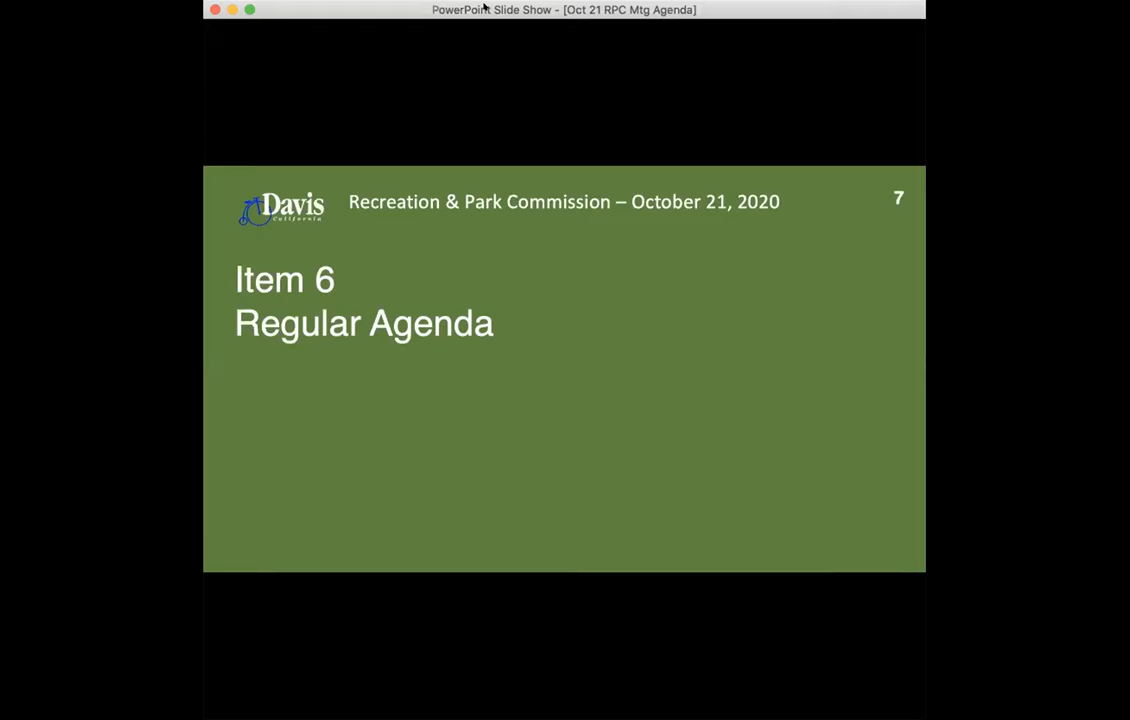 PowerPoint Slide Show - [Oct 21 RPC Mtg Agenda]
Davis
California
Recreation & Park Commission – October 21, 2020
7
Item 6
Regular Agenda